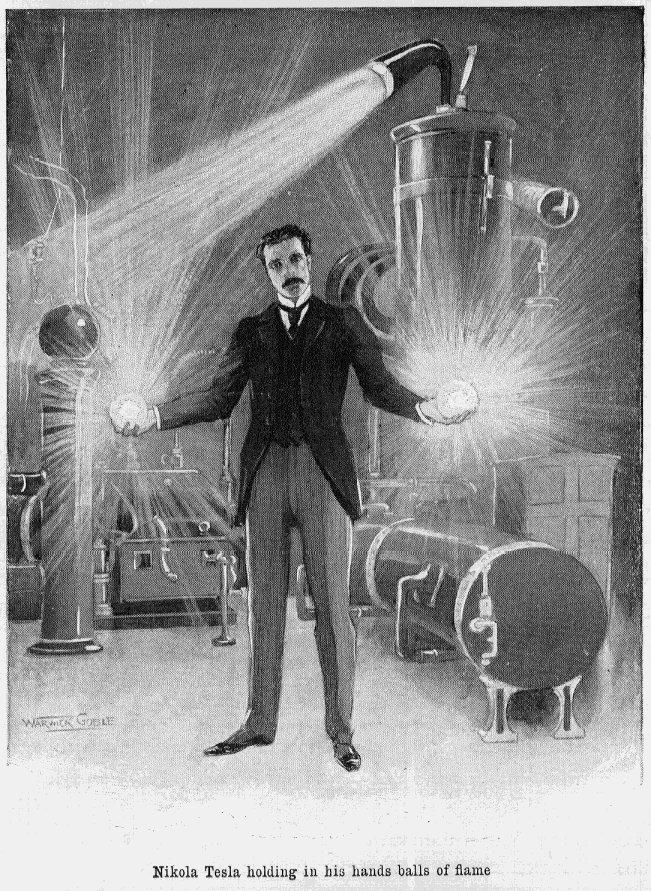 WARWICK GOBLE
Nikola Tesla holding in his hands balls of flame